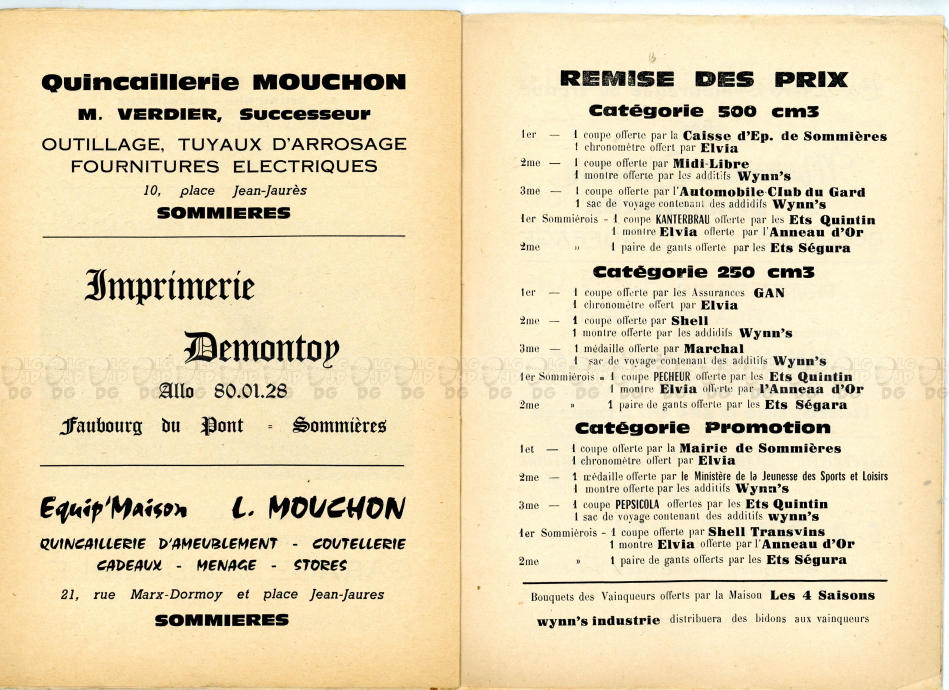 Quincaillerie MOUCHON
M. VERDIER, Successeur
OUTILLAGE, TUYAUX D'ARROSAGE
FOURNITURES ELECTRIQUES
10, place Jean-Jaurès
SOMMIERES
Imprimerie
Demontoy
Allo 80.01.28
Faubourg du Pont - Sommières
Equip'Maison L. MOUCHON
QUINCAILLERIE D'AMEUBLEMENT - COUTELLERIE
CADEAUX - MENAGE - STORES
21, rue Marx-Dormoy et place Jean-Jaures
SOMMIERES
REMISE DES PRIX
Catégorie 500 cm3
1er — 1 coupe offerte par la Caisse d'Ep. de Sommières
1 chronomètre offert par Elvia
2me — 1 coupe offerte par Midi-Libre
1 montre offerte par les additifs Wynn's
3me — 1 coupe offerte par l'Automobile-Club du Gard
1 sac de voyage contenant des addidifs Wynn's
1er Sommiérois - 1 coupe KANTERBRAU offerte par les Ets Quintin
1 montre Elvia offerte par l'Anneau d'Or
2me » 1 paire de gants offerte par les Ets Ségura
Catégorie 250 cm3
1er — 1 coupe offerte par les Assurances GAN
1 chronomètre offert par Elvia
2me — 1 coupe offerte par Shell
1 montre offerte par les addidifs Wynn's
3me — 1 médaille offerte par Marchal
1 sac de voyage contenant des additifs Wynn's
1er Sommiérois - 1 coupe PECHEUR offerte par les Ets Quintin
1 montre Elvia offerte par l'Anneau d'Or
2me » 1 paire de gants offerte par les Ets Ségara
Catégorie Promotion
1et — 1 coupe offerte par la Mairie de Sommières
1 chronomètre offert par Elvia
2me — 1 médaille offerte par le Ministère de la Jeunesse des Sports et Loisirs
1 montre offerte par les additifs Wynn's
3me — 1 coupe PEPSICOLA offertes par les Ets Quintin
1 sac de voyage contenant des additifs wynn's
1er Sommiérois - 1 coupe offerte par Shell Transvins
1 montre Elvia offerte par l'Anneau d'Or
2me » 1 paire de gants offerts par les Ets Ségura
Bouquets des Vainqueurs offerts par la Maison Les 4 Saisons
wynn's industrie distribuera des bidons aux vainqueurs